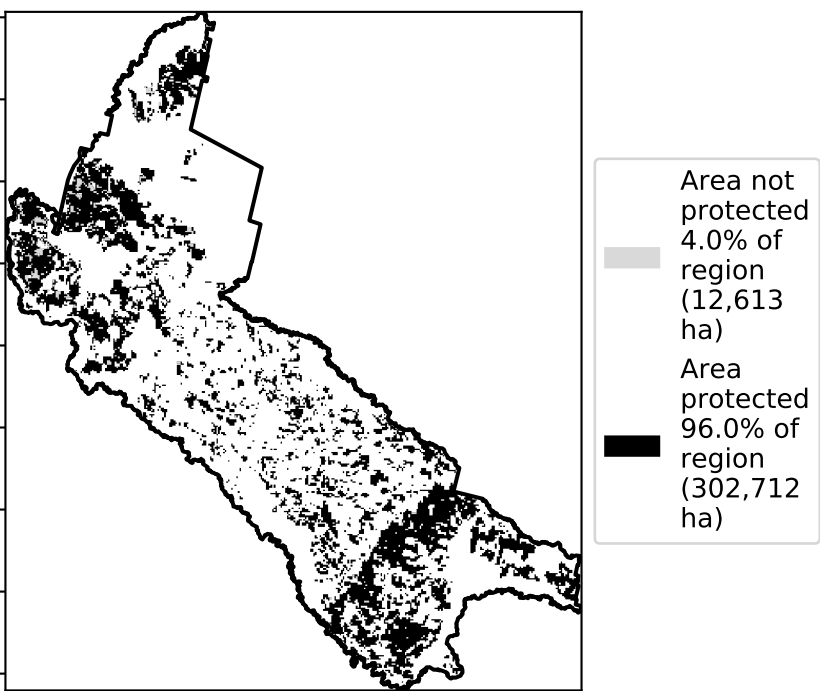 Area not
protected
4.0% of
region
(12,613
ha)
Area
protected
96.0% of
region
(302,712
ha)